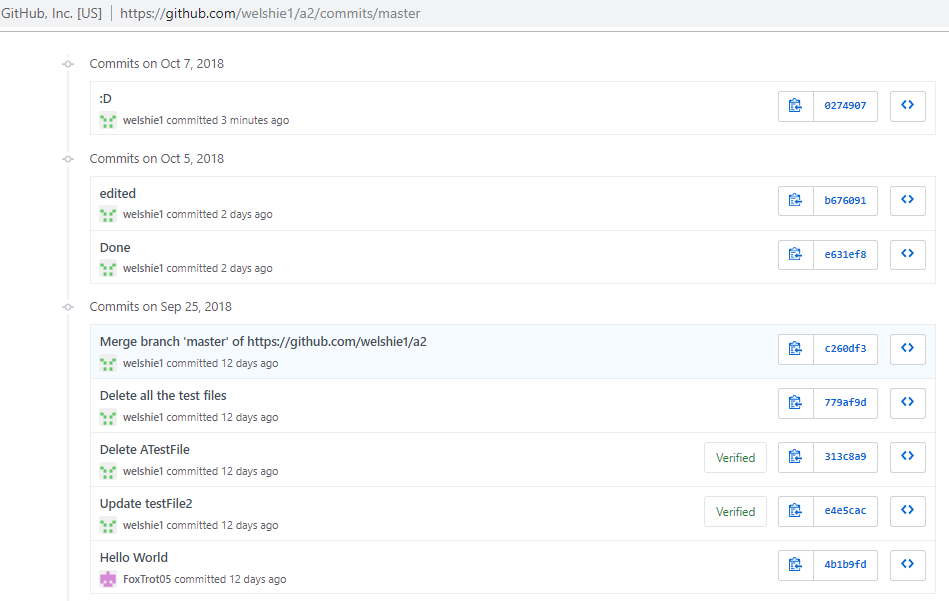 GitHub, Inc. [US] | https://github.com/welshie1/a2/commits/master
Commits on Oct 7, 2018
:D
0274907
welshie1 committed 3 minutes ago
Commits on Oct 5, 2018
edited
b676091
welshie1 committed 2 days ago
Done
e631ef8
welshie1 committed 2 days ago
Commits on Sep 25, 2018
Merge branch 'master' of https://github.com/welshie1/a2
c260df3
welshie1 committed 12 days ago
Delete all the test files
779af9d
welshie1 committed 12 days ago
Delete ATestFile
Verified 313c8a9
welshie1 committed 12 days ago
Update testFile2
Verified e4e5cac
welshie1 committed 12 days ago
Hello World
4b1b9fd
FoxTrot05 committed 12 days ago